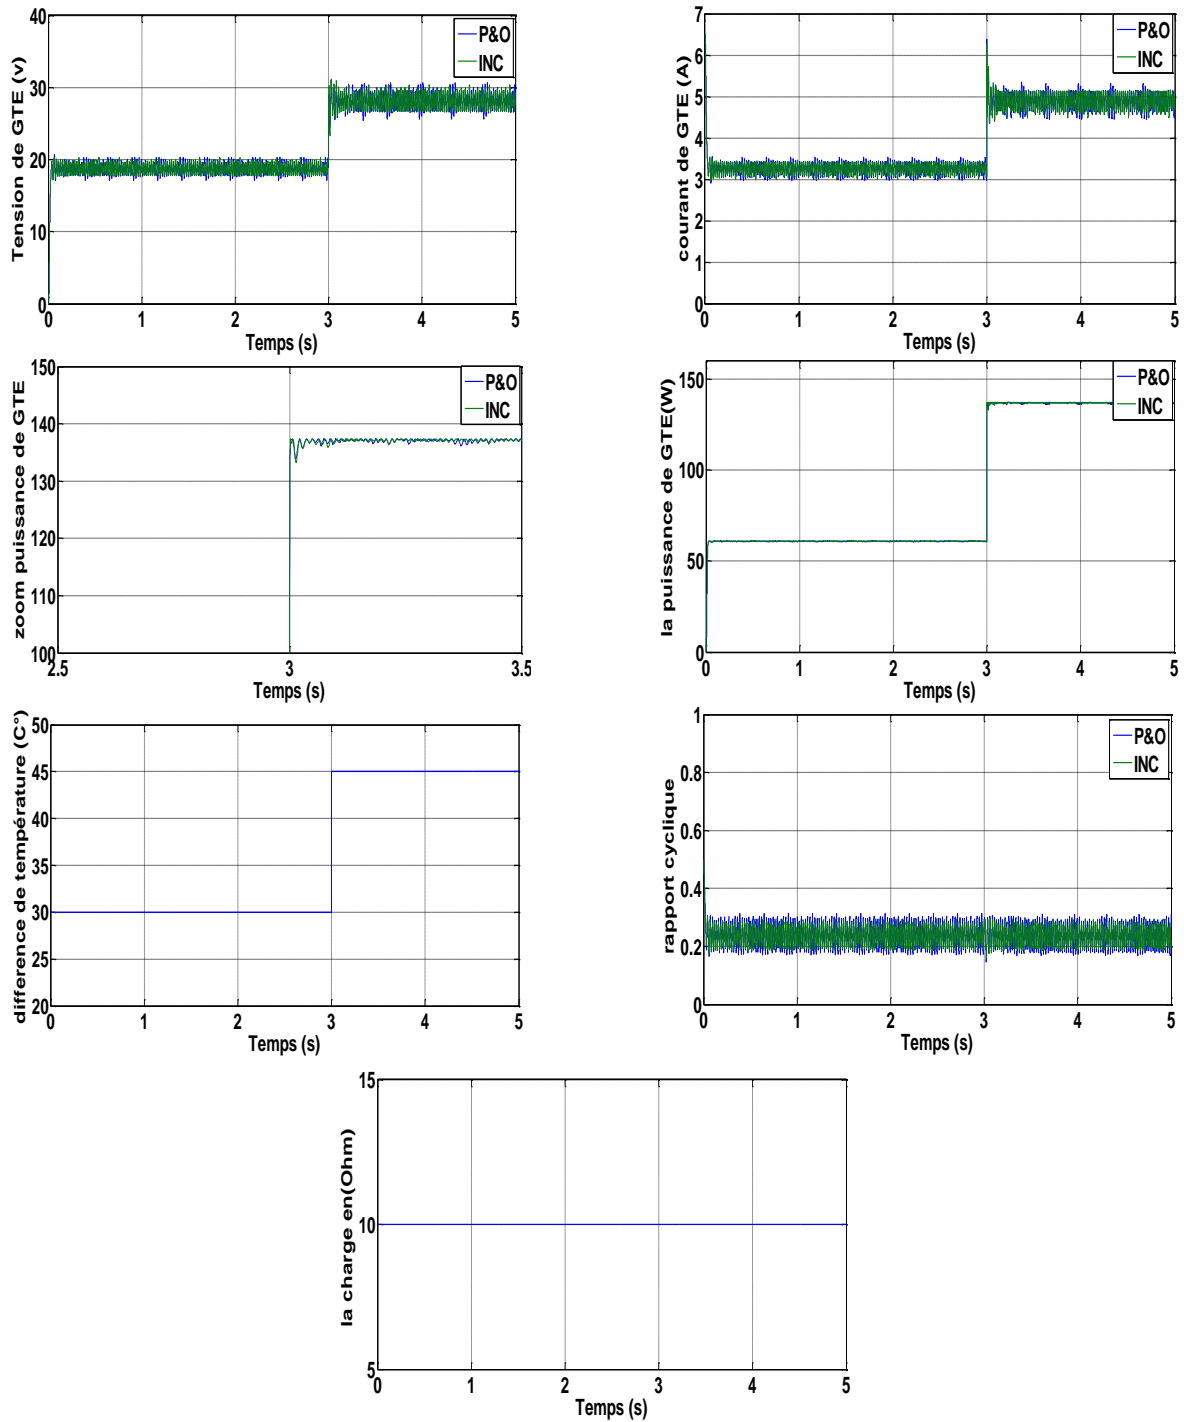 Tension de GTE (v)
40
30
20
10
0
P&O
INC
0 1 2 3 4 5
Temps (s)
courant de GTE (A)
7
6
5
4
3
2
1
0
P&O
INC
0 1 2 3 4 5
Temps (s)
zoom puissance de GTE
150
140
130
120
110
100
P&O
INC
2.5 3 3.5
Temps (s)
la puissance de GTE(W)
150
100
50
0
P&O
INC
0 1 2 3 4 5
Temps (s)
difference de température (C°)
50
45
40
35
30
25
20
0 1 2 3 4 5
Temps (s)
rapport cyclique
1
0.8
0.6
0.4
0.2
0
P&O
INC
0 1 2 3 4 5
Temps (s)
la charge en(Ohm)
15
10
5
0 1 2 3 4 5
Temps (s)